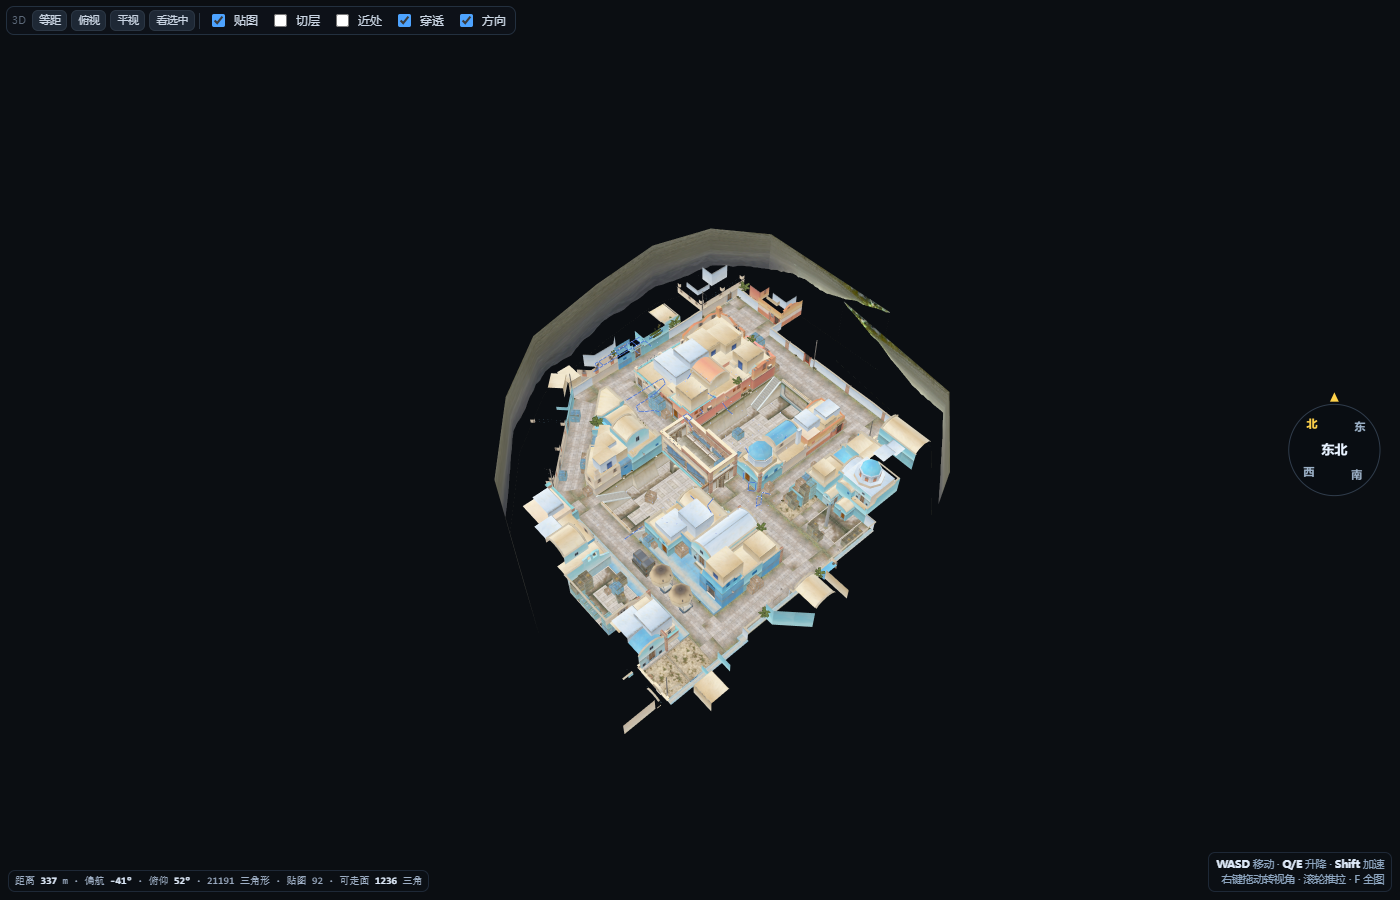 3D 等距 俯视 平视 看选中 贴图 切层 近处 穿透 方向
北 东
东北
西 南
距离 337 m · 偏航 -41° · 俯仰 52° · 21191 三角形 · 贴图 92 · 可走面 1236 三角
WASD 移动 · Q/E 升降 · Shift 加速
右键拖动转视角 · 滚轮推拉 · F 全图